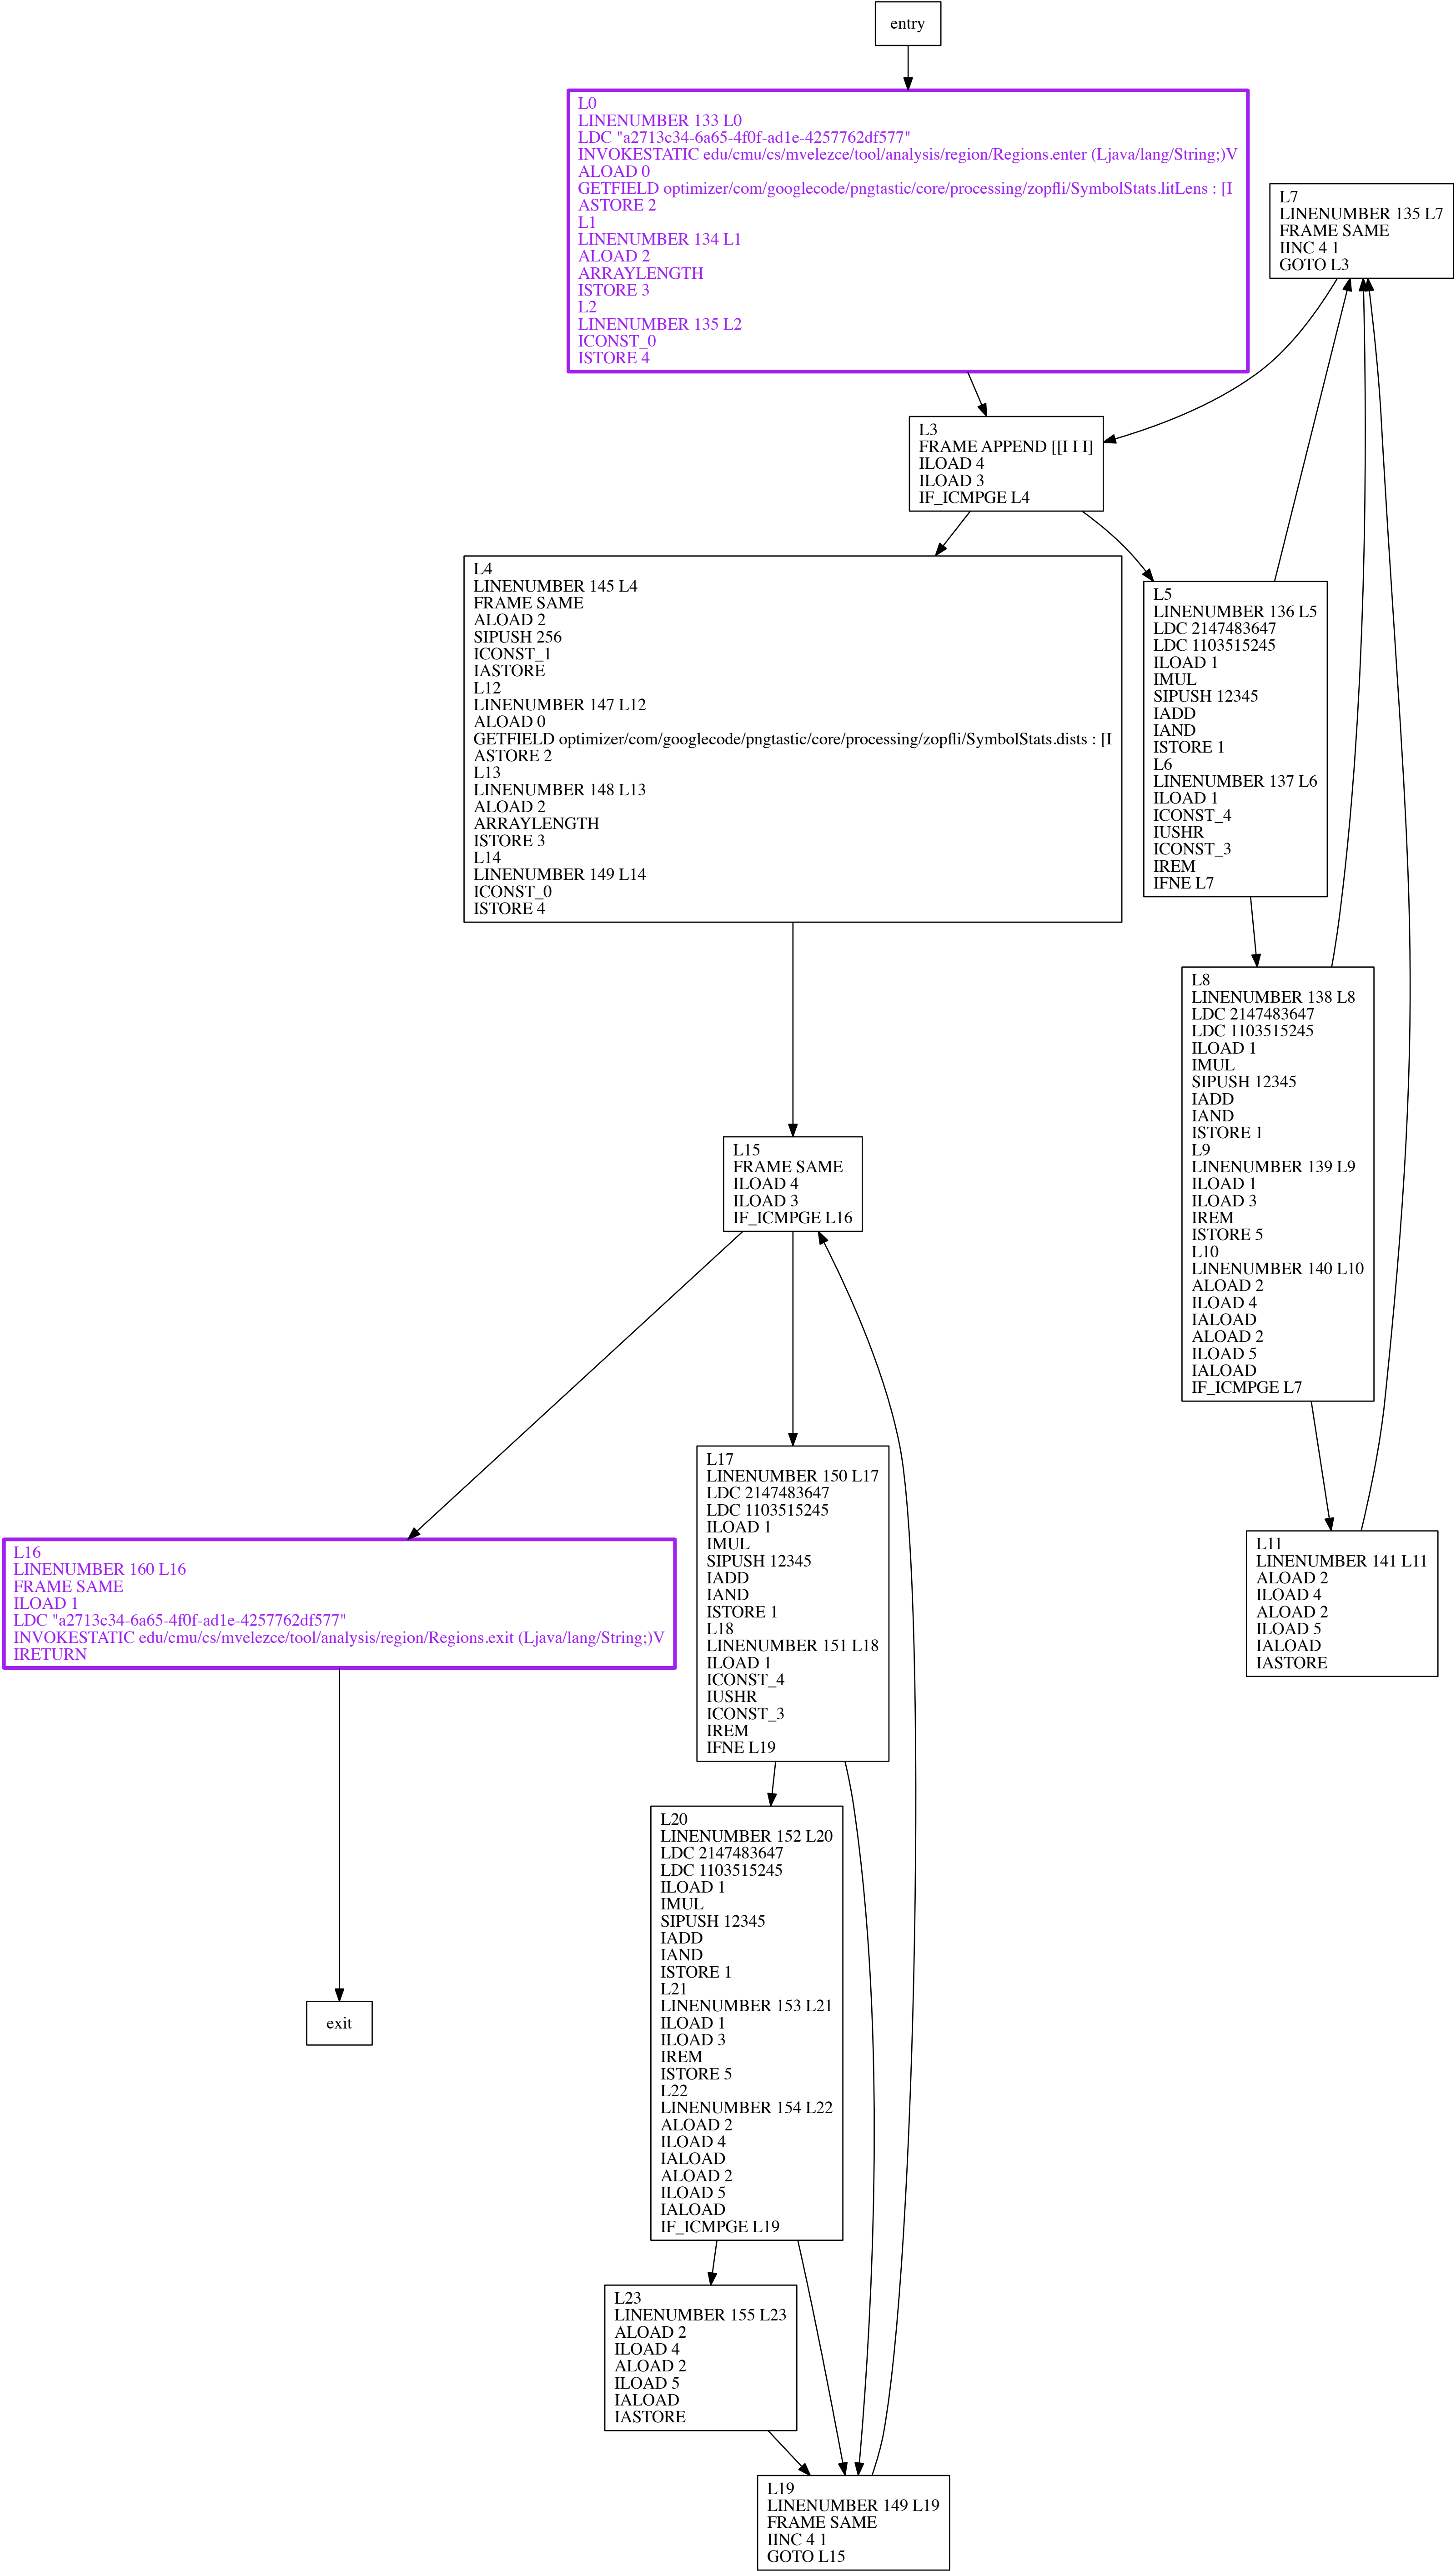 entry
L0
LINENUMBER 133 L0
LDC "a2713c34-6a65-4f0f-ad1e-4257762df577"
INVOKESTATIC edu/cmu/cs/mvelezce/tool/analysis/region/Regions.enter (Ljava/lang/String;)V
ALOAD 0
GETFIELD optimizer/com/googlecode/pngtastic/core/processing/zopfli/SymbolStats.litLens : [I
ASTORE 2
L1
LINENUMBER 134 L1
ALOAD 2
ARRAYLENGTH
ISTORE 3
L2
LINENUMBER 135 L2
ICONST_0
ISTORE 4
L7
LINENUMBER 135 L7
FRAME SAME
IINC 4 1
GOTO L3
L3
FRAME APPEND [[I I I]
ILOAD 4
ILOAD 3
IF_ICMPGE L4
L4
LINENUMBER 145 L4
FRAME SAME
ALOAD 2
SIPUSH 256
ICONST_1
IASTORE
L12
LINENUMBER 147 L12
ALOAD 0
GETFIELD optimizer/com/googlecode/pngtastic/core/processing/zopfli/SymbolStats.dists : [I
ASTORE 2
L13
LINENUMBER 148 L13
ALOAD 2
ARRAYLENGTH
ISTORE 3
L14
LINENUMBER 149 L14
ICONST_0
ISTORE 4
L5
LINENUMBER 136 L5
LDC 2147483647
LDC 1103515245
ILOAD 1
IMUL
SIPUSH 12345
IADD
IAND
ISTORE 1
L6
LINENUMBER 137 L6
ILOAD 1
ICONST_4
IUSHR
ICONST_3
IREM
IFNE L7
L8
LINENUMBER 138 L8
LDC 2147483647
LDC 1103515245
ILOAD 1
IMUL
SIPUSH 12345
IADD
IAND
ISTORE 1
L9
LINENUMBER 139 L9
ILOAD 1
ILOAD 3
IREM
ISTORE 5
L10
LINENUMBER 140 L10
ALOAD 2
ILOAD 4
IALOAD
ALOAD 2
ILOAD 5
IALOAD
IF_ICMPGE L7
L15
FRAME SAME
ILOAD 4
ILOAD 3
IF_ICMPGE L16
L17
LINENUMBER 150 L17
LDC 2147483647
LDC 1103515245
ILOAD 1
IMUL
SIPUSH 12345
IADD
IAND
ISTORE 1
L18
LINENUMBER 151 L18
ILOAD 1
ICONST_4
IUSHR
ICONST_3
IREM
IFNE L19
L16
LINENUMBER 160 L16
FRAME SAME
ILOAD 1
LDC "a2713c34-6a65-4f0f-ad1e-4257762df577"
INVOKESTATIC edu/cmu/cs/mvelezce/tool/analysis/region/Regions.exit (Ljava/lang/String;)V
IRETURN
L11
LINENUMBER 141 L11
ALOAD 2
ILOAD 4
ALOAD 2
ILOAD 5
IALOAD
IASTORE
L20
LINENUMBER 152 L20
LDC 2147483647
LDC 1103515245
ILOAD 1
IMUL
SIPUSH 12345
IADD
IAND
ISTORE 1
L21
LINENUMBER 153 L21
ILOAD 1
ILOAD 3
IREM
ISTORE 5
L22
LINENUMBER 154 L22
ALOAD 2
ILOAD 4
IALOAD
ALOAD 2
ILOAD 5
IALOAD
IF_ICMPGE L19
exit
L23
LINENUMBER 155 L23
ALOAD 2
ILOAD 4
ALOAD 2
ILOAD 5
IALOAD
IASTORE
L19
LINENUMBER 149 L19
FRAME SAME
IINC 4 1
GOTO L15